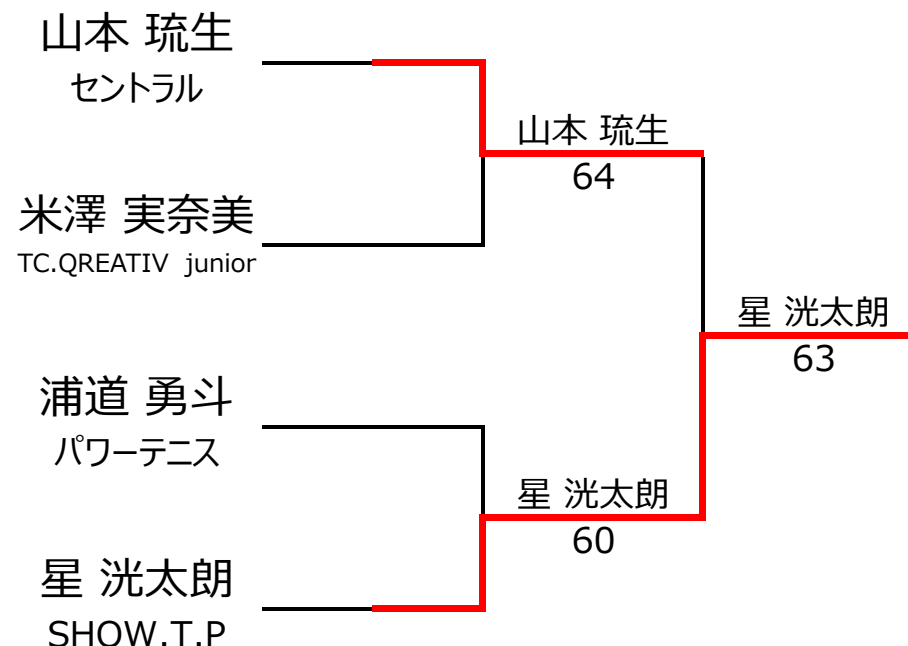 山本 琉生
セントラル
米澤 実奈美
TC.QREATIV junior
浦道 勇斗
パワーテニス
星 洸太朗
SHOW.T.P
山本 琉生
64
星 洸太朗
60
星 洸太朗
63